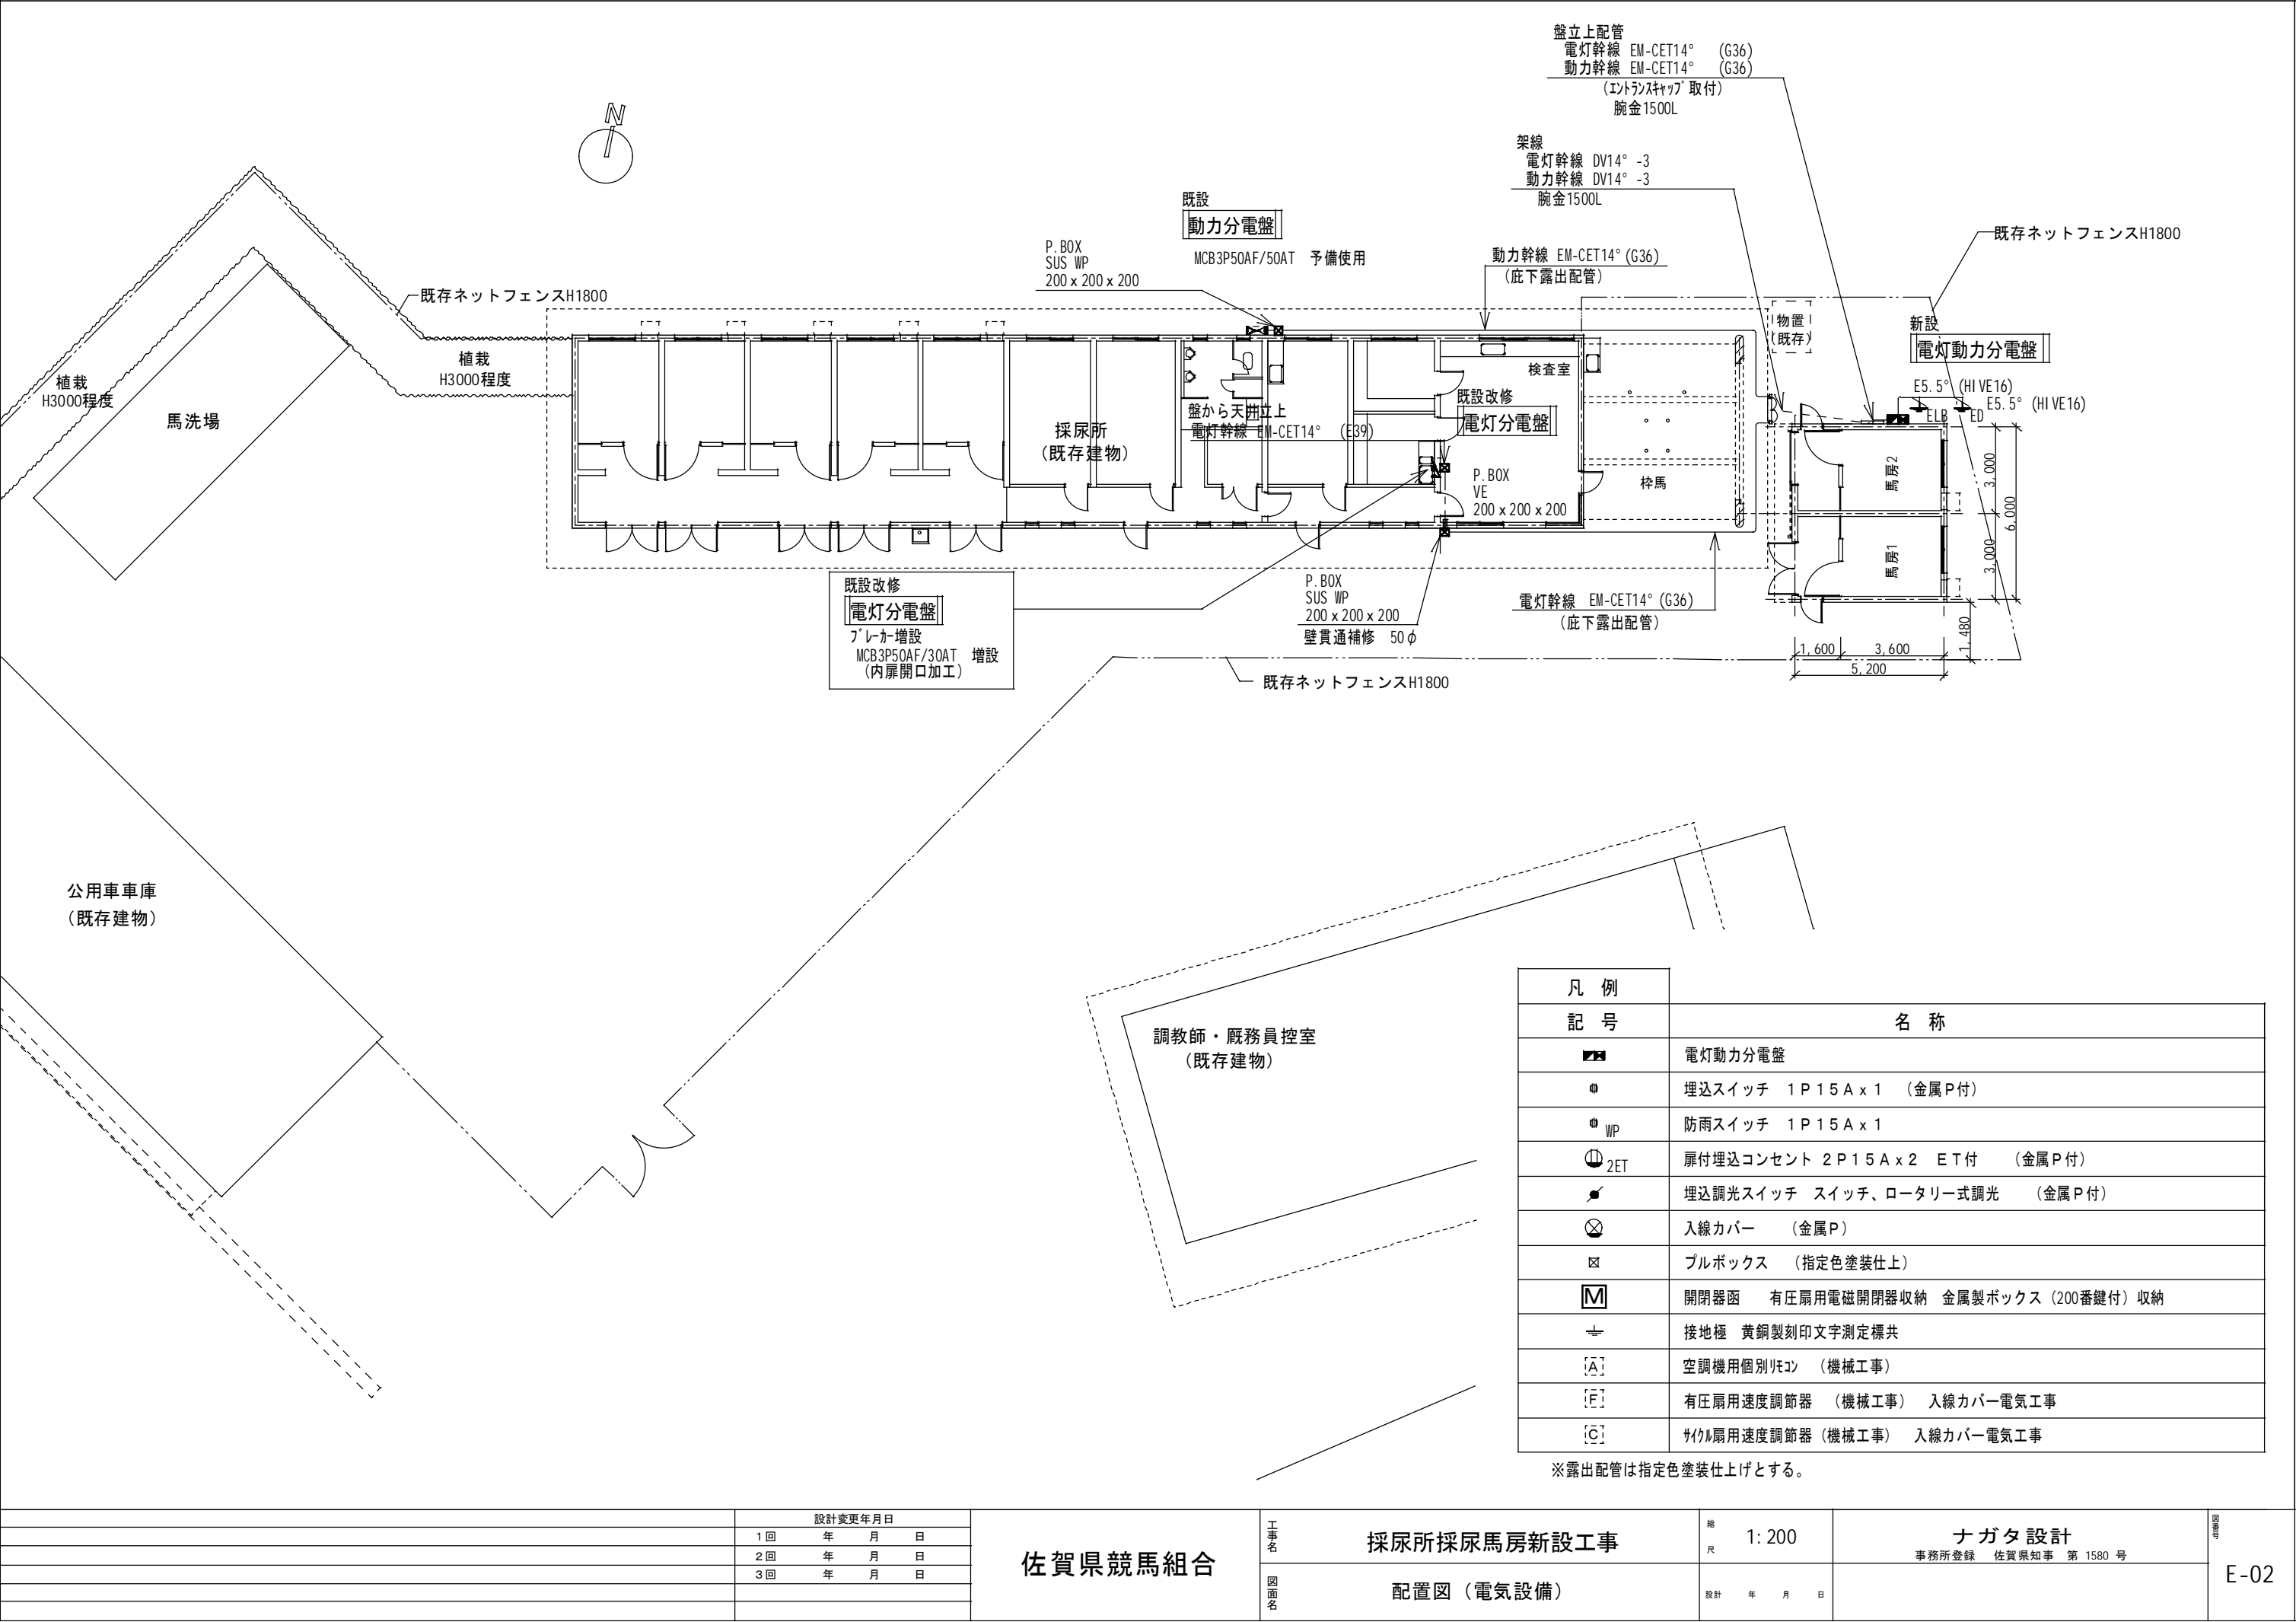 盤立上配管
電灯幹線 EM-CET14° (G36)
動力幹線 EM-CET14° (G36)
(ｴﾝﾄﾗﾝｽｷｬｯﾌﾟ取付)
腕金1500L
架線
電灯幹線 DV14° -3
動力幹線 DV14° -3
腕金1500L
N
既設
動力分電盤
MCB3P50AF/50AT 予備使用
P.BOX
SUS WP
200x200x200
動力幹線 EM-CET14°(G36)
(庇下露出配管)
既存ネットフェンスH1800
既存ネットフェンスH1800
物置
(既存)
新設
電灯動力分電盤
E5.5° (HIVE16)
E5.5° (HIVE16)
ELB
ED
植栽
H3000程度
植栽
H3000程度
馬洗場
採尿所
(既存建物)
盤から天井立上
電灯幹線 EM-CET14° (E39)
検査室
既設改修
電灯分電盤
P.BOX
VE
200x200x200
枠馬
馬房2
馬房1
3,000
3,000
6,000
1,480
1,600
3,600
5,200
既設改修
電灯分電盤
ﾌﾞﾚｰｶｰ増設
MCB3P50AF/30AT 増設
(内扉開口加工)
P.BOX
SUS WP
200x200x200
壁貫通補修 50φ
電灯幹線 EM-CET14°(G36)
(庇下露出配管)
既存ネットフェンスH1800
公用車車庫
(既存建物)
調教師・厩務員控室
(既存建物)
凡 例
記 号 名 称
電灯動力分電盤
埋込スイッチ 1P15Ax1 (金属P付)
WP 防雨スイッチ 1P15Ax1
2ET 扉付埋込コンセント 2P15Ax2 ET付 (金属P付)
埋込調光スイッチ スイッチ、ロータリー式調光 (金属P付)
入線カバー (金属P)
プルボックス (指定色塗装仕上)
M 開閉器函 有圧扇用電磁開閉器収納 金属製ボックス(200番鍵付)収納
接地極 黄銅製刻印文字測定標共
A 空調機用個別ﾘﾓｺﾝ (機械工事)
F 有圧扇用速度調節器 (機械工事) 入線カバー電気工事
C ｻｲｸﾙ扇用速度調節器(機械工事) 入線カバー電気工事
※露出配管は指定色塗装仕上げとする。
設計変更年月日
1回 年 月 日
2回 年 月 日
3回 年 月 日
佐賀県競馬組合
工事名
採尿所採尿馬房新設工事
図面名
配置図(電気設備)
縮尺
1:200
設計 年 月 日
ナガタ設計
事務所登録 佐賀県知事 第 1580 号
図番号
E-02